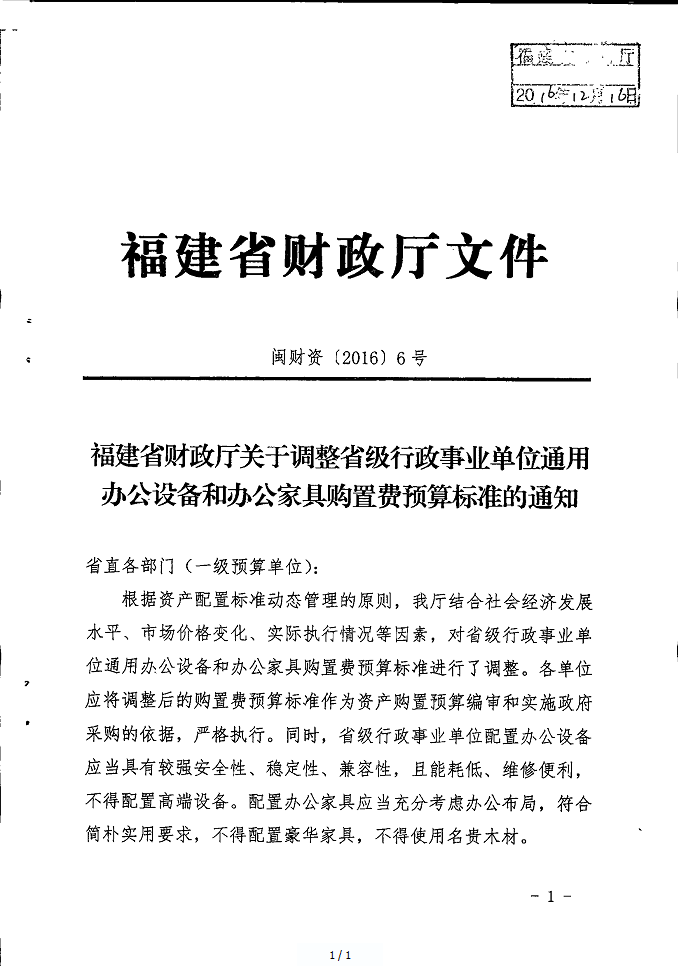 福建 厅
2016年12月16日
福建省财政厅文件
闽财资〔2016〕6号
福建省财政厅关于调整省级行政事业单位通用
办公设备和办公家具购置费预算标准的通知
省直各部门（一级预算单位）：
根据资产配置标准动态管理的原则，我厅结合社会经济发展
水平、市场价格变化、实际执行情况等因素，对省级行政事业单
位通用办公设备和办公家具购置费预算标准进行了调整。各单位
应将调整后的购置费预算标准作为资产购置预算编审和实施政府
采购的依据，严格执行。同时，省级行政事业单位配置办公设备
应当具有较强安全性、稳定性、兼容性，且能耗低、维修便利，
不得配置高端设备。配置办公家具应当充分考虑办公布局，符合
简朴实用要求，不得配置豪华家具，不得使用名贵木材。
- 1 -
1/1